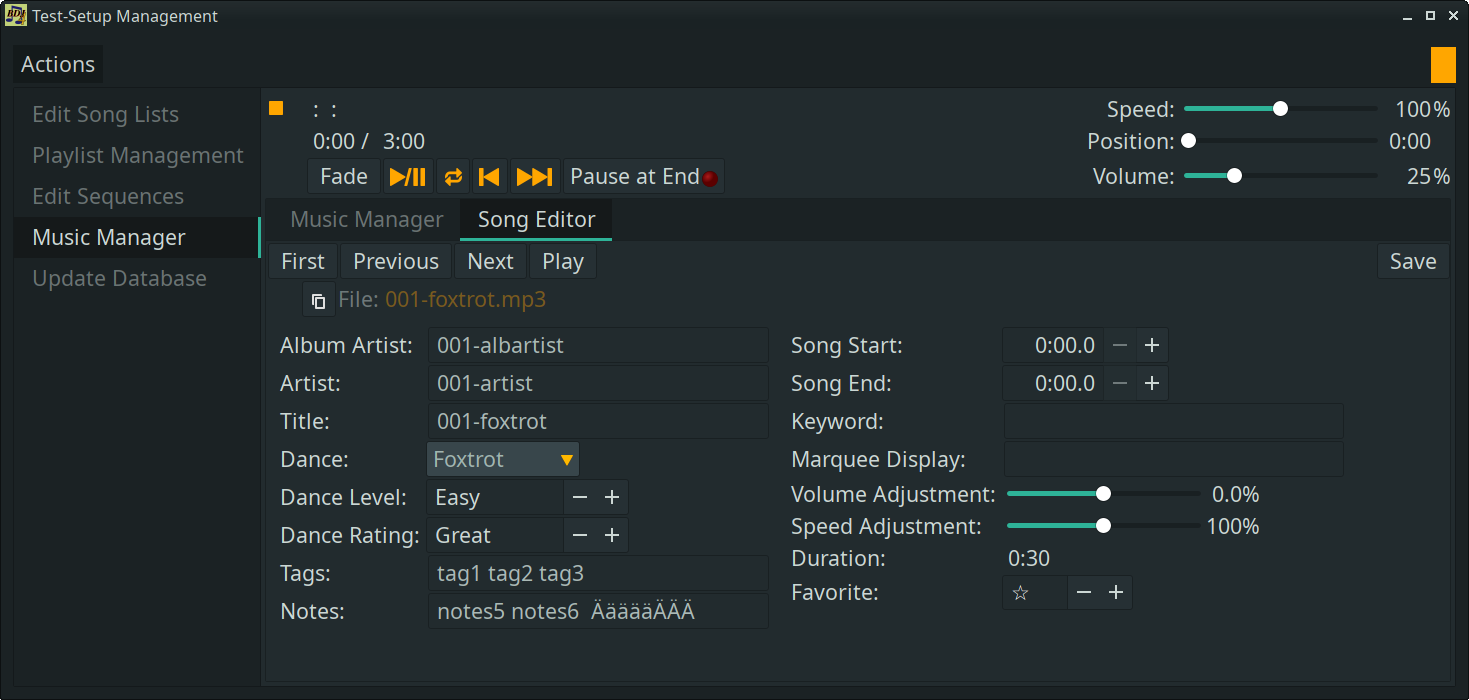 Test-Setup Management
Actions
Edit Song Lists
Playlist Management
Edit Sequences
Music Manager
Update Database
: :
0:00 / 3:00
Fade
Pause at End
Speed: 100%
Position: 0:00
Volume: 25%
Music Manager Song Editor
First Previous Next Play Save
File: 001-foxtrot.mp3
Album Artist: 001-albartist
Artist: 001-artist
Title: 001-foxtrot
Dance: Foxtrot
Dance Level: Easy − +
Dance Rating: Great − +
Tags: tag1 tag2 tag3
Notes: notes5 notes6 ÄääääÄÄÄ
Song Start: 0:00.0 − +
Song End: 0:00.0 − +
Keyword:
Marquee Display:
Volume Adjustment: 0.0%
Speed Adjustment: 100%
Duration: 0:30
Favorite: ☆ − +